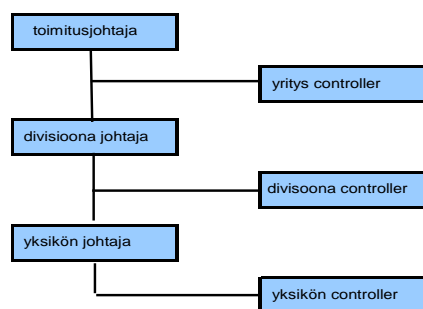 toimitusjohtaja
yritys controller
divisioona johtaja
divisoona controller
yksikön johtaja
yksikön controller